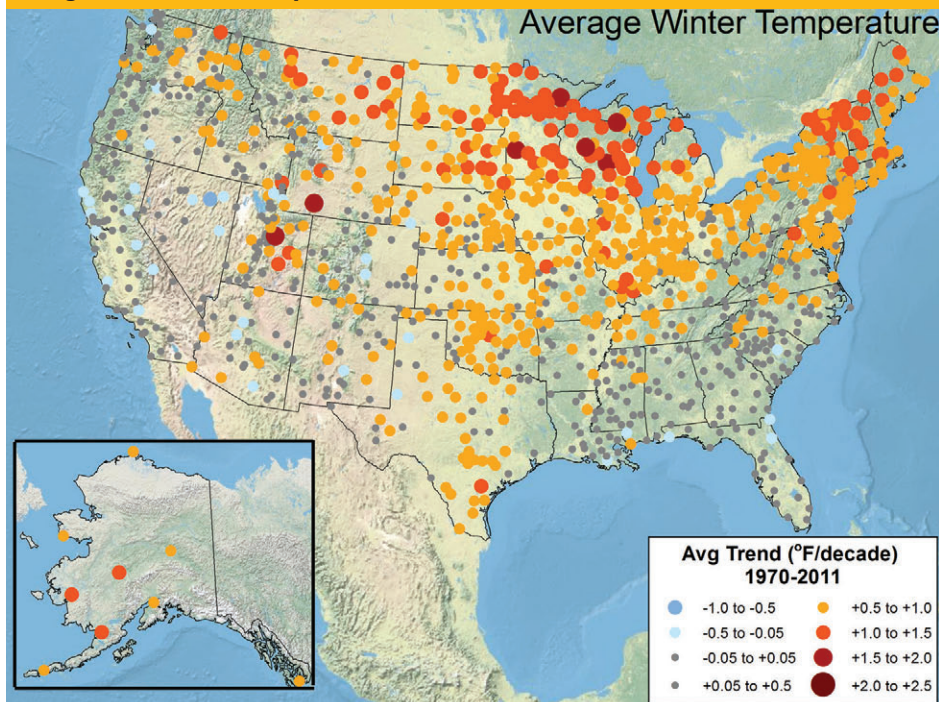 Average Winter Temperature
Avg Trend (°F/decade)
1970-2011
-1.0 to -0.5
+0.5 to +1.0
-0.5 to -0.05
+1.0 to +1.5
-0.05 to +0.05
+1.5 to +2.0
+0.05 to +0.5
+2.0 to +2.5